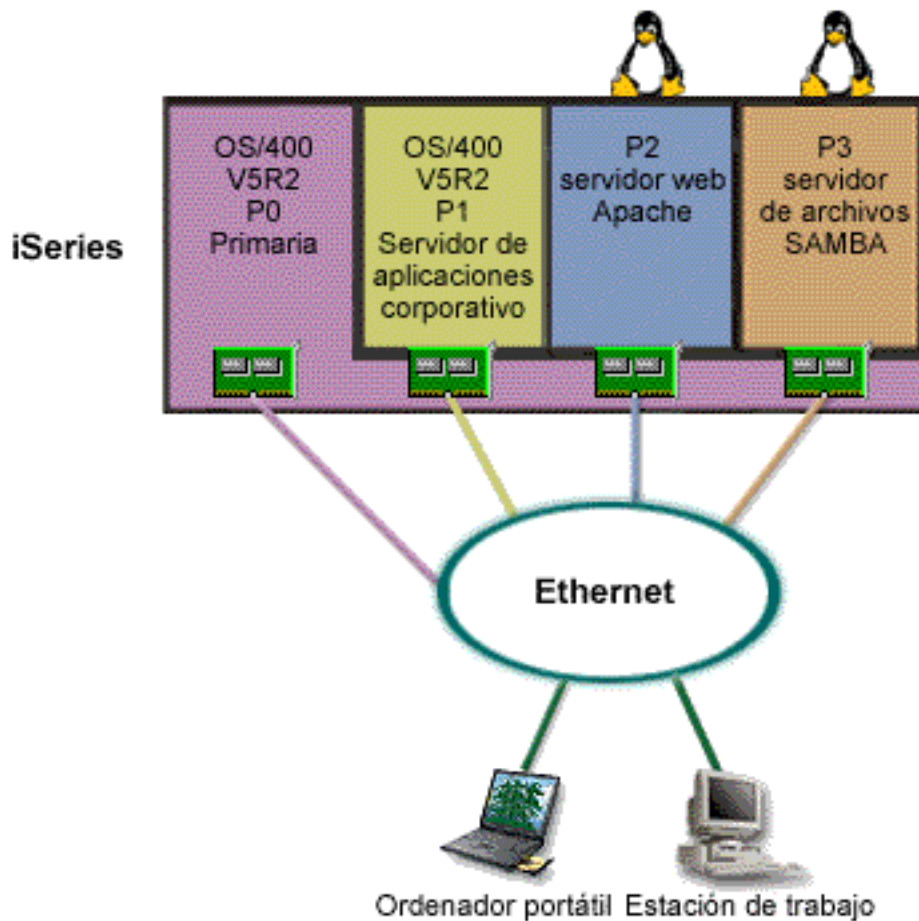 iSeries
OS/400
V5R2
P0
Primaria
OS/400
V5R2
P1
Servidor de
aplicaciones
corporativo
P2
servidor web
Apache
P3
servidor
de archivos
SAMBA
Ethernet
Ordenador portátil
Estación de trabajo